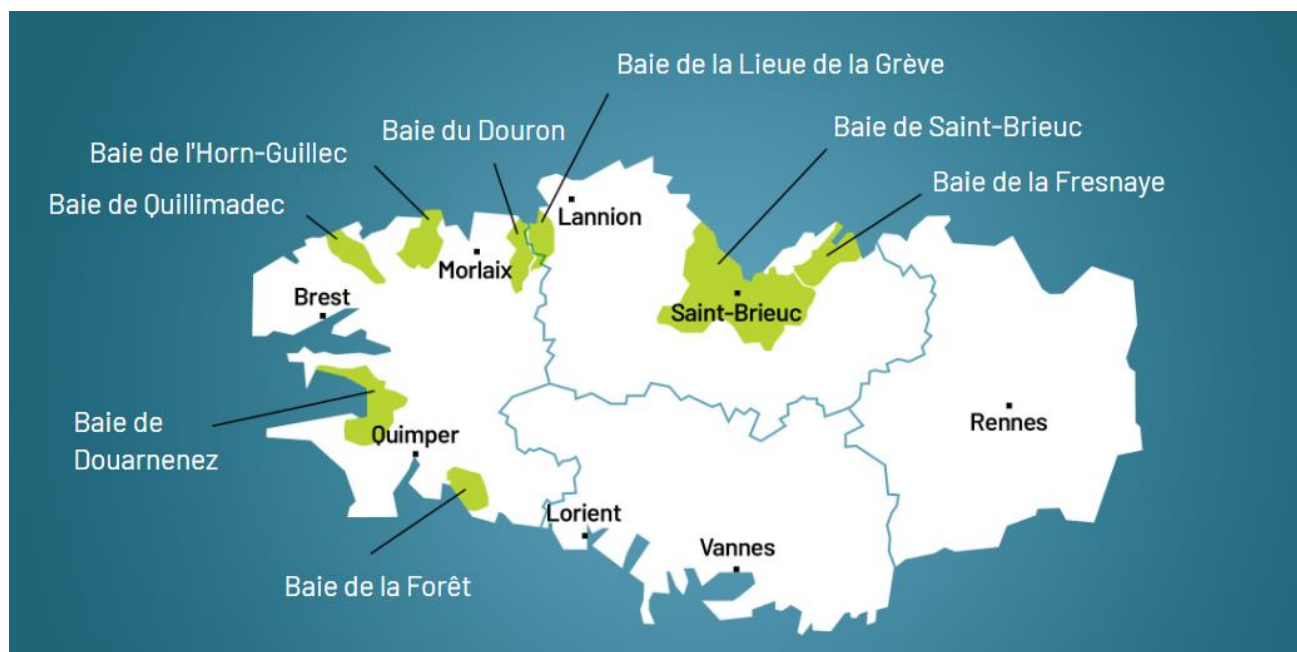 Baie de la Lieue de la Grève
Baie du Douron
Baie de Saint-Brieuc
Baie de l'Horn-Guillec
Baie de la Fresnaye
Baie de Quillimadec
Lannion
Morlaix
Brest
Saint-Brieuc
Baie de
Douarnenez
Quimper
Rennes
Lorient
Vannes
Baie de la Forêt